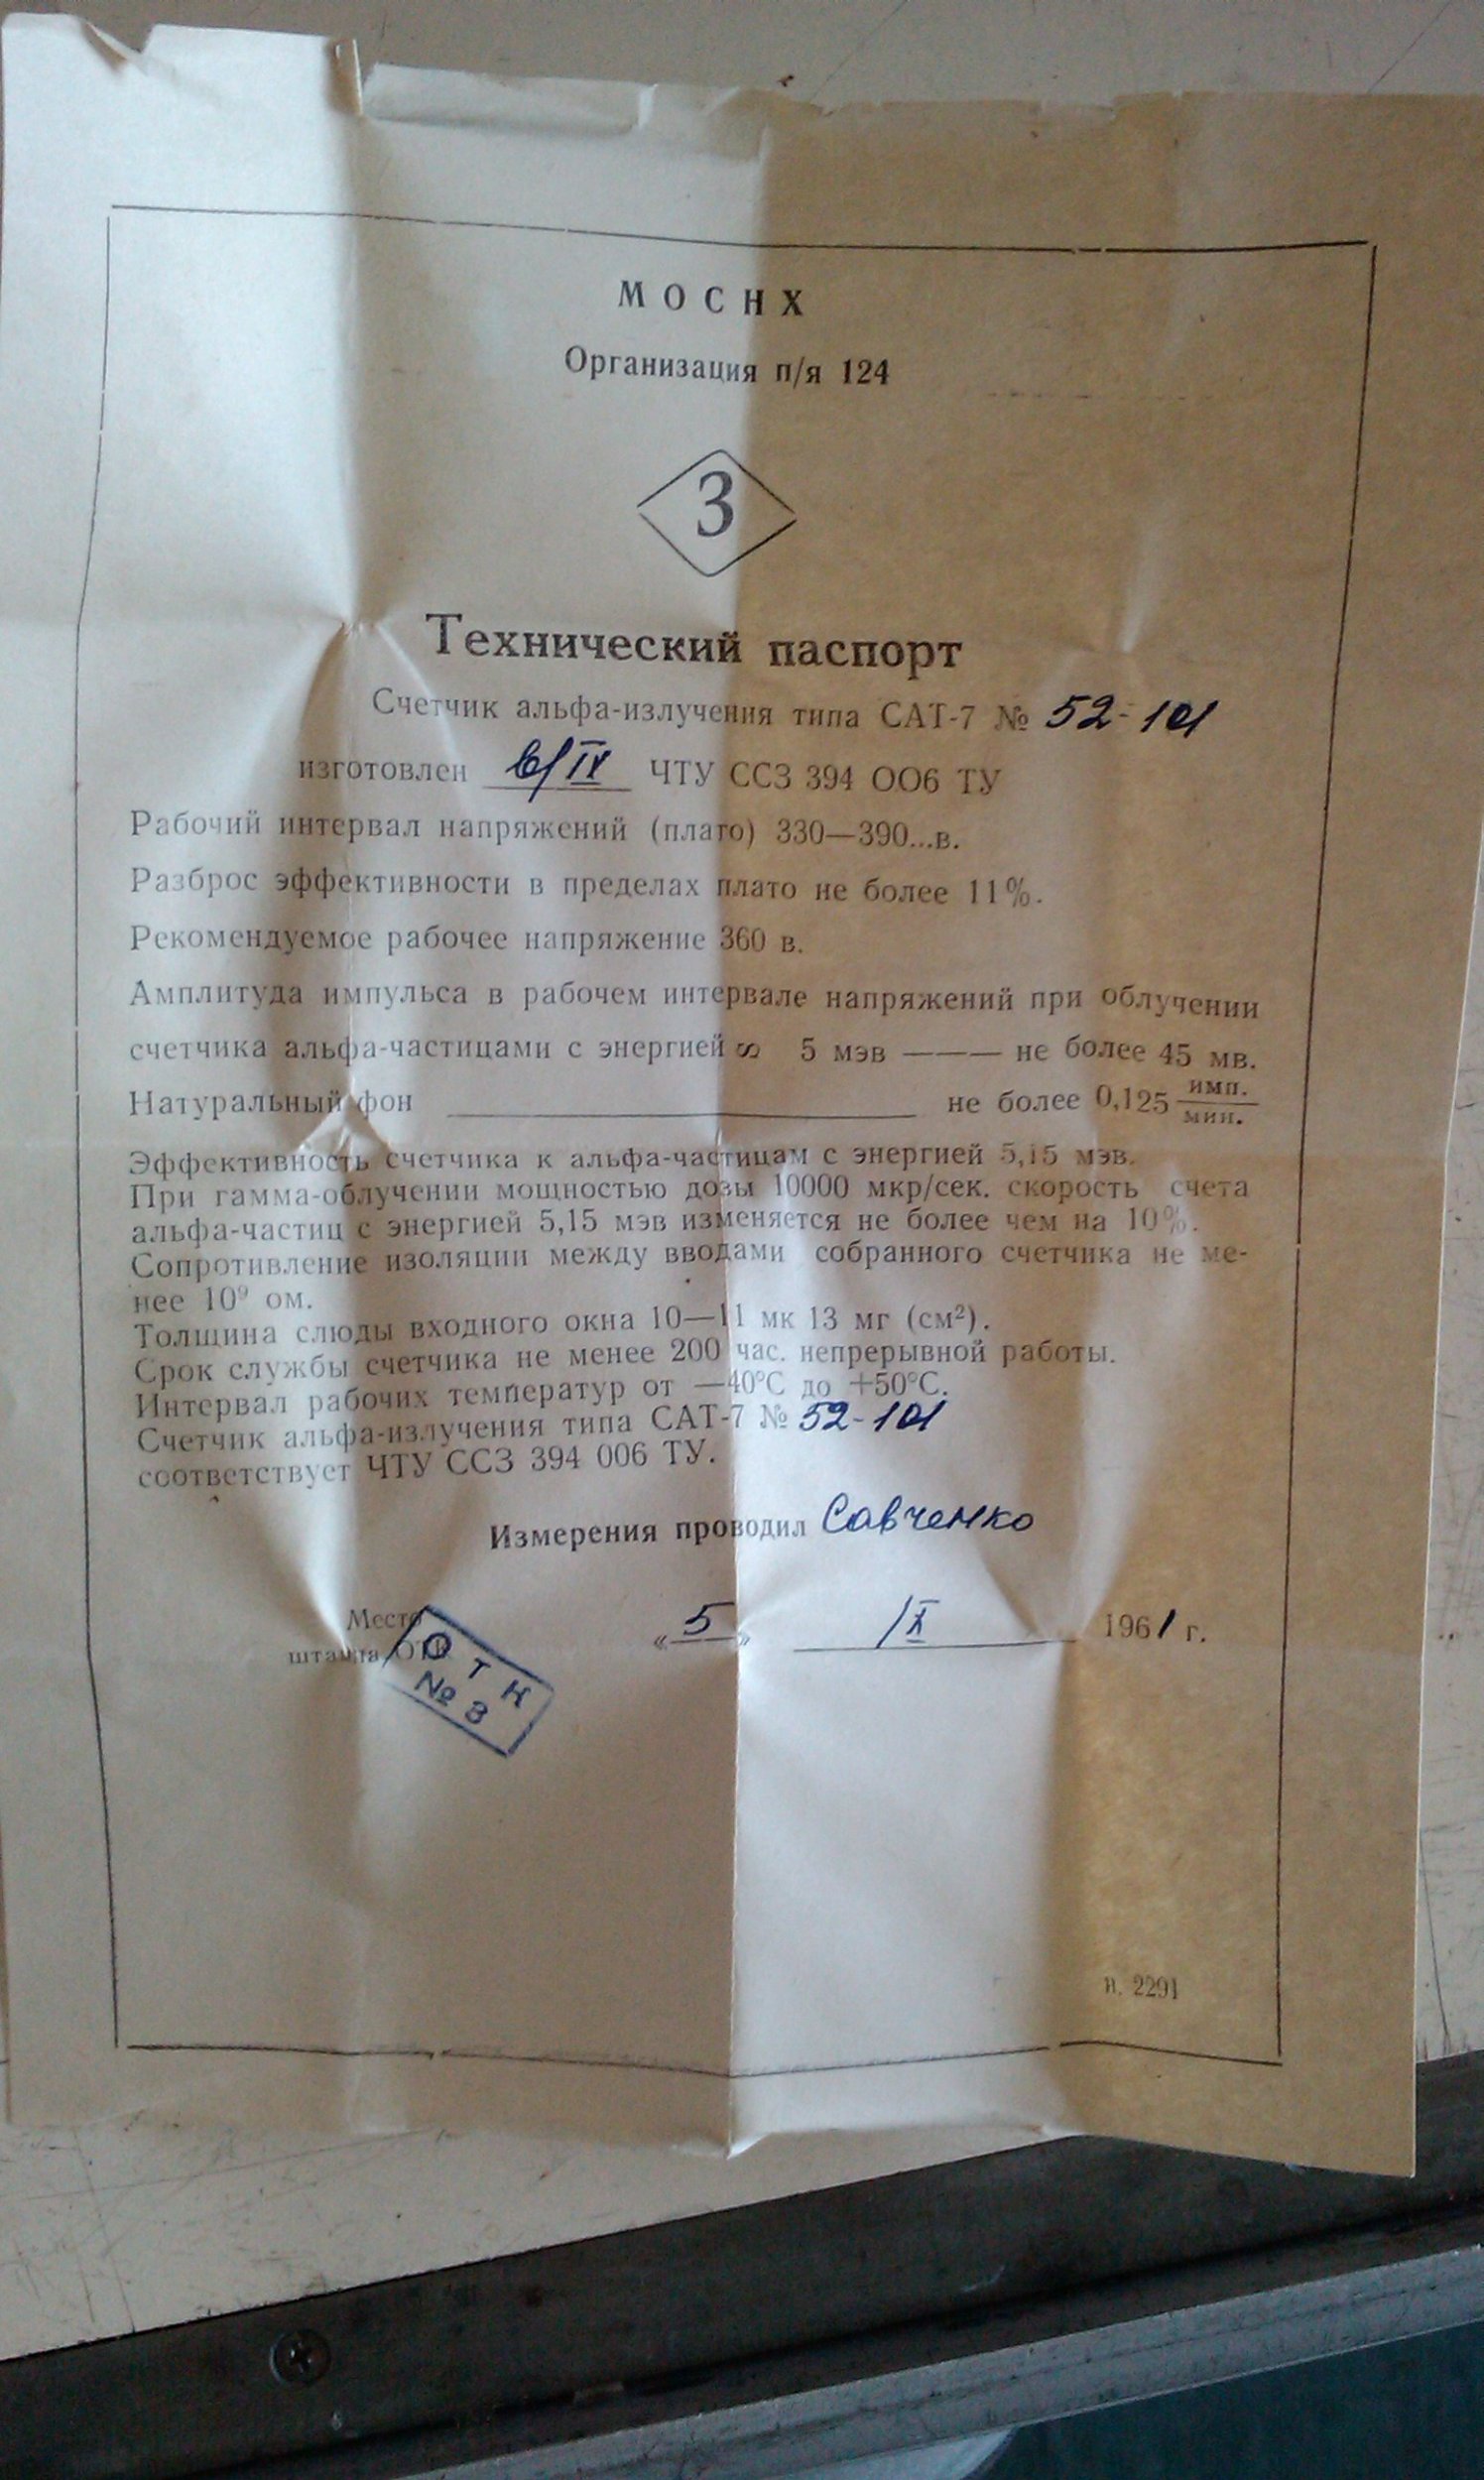 МОСНХ
Организация п/я 124
3
Технический паспорт
Счетчик альфа-излучения типа САТ-7 № 52-101
изготовлен ЧТУ ССЗ 394 006 ТУ
Рабочий интервал напряжений (плато) 330—390...в.
Разброс эффективности в пределах плато не более 11%.
Рекомендуемое рабочее напряжение 360 в.
Амплитуда импульса в рабочем интервале напряжений при облучении
счетчика альфа-частицами с энергией ∞ 5 мэв ——— не более 45 мв.
Натуральный фон не более 0,125 имп./мин.
Эффективность счетчика к альфа-частицам с энергией 5,15 мэв.
При гамма-облучении мощностью дозы 10000 мкр/сек. скорость счета
альфа-частиц с энергией 5,15 мэв изменяется не более чем на 10%.
Сопротивление изоляции между вводами собранного счетчика не ме-
нее 10⁹ ом.
Толщина слюды входного окна 10—11 мк 13 мг (см²).
Срок службы счетчика не менее 200 час. непрерывной работы.
Интервал рабочих температур от —40°С до +50°С.
Счетчик альфа-излучения типа САТ-7 № 52-101
соответствует ЧТУ ССЗ 394 006 ТУ.
Измерения проводил Савченко
Место
штампа ОТК
«5» IX 1961 г.
ОТК
№ 3
п. 2291